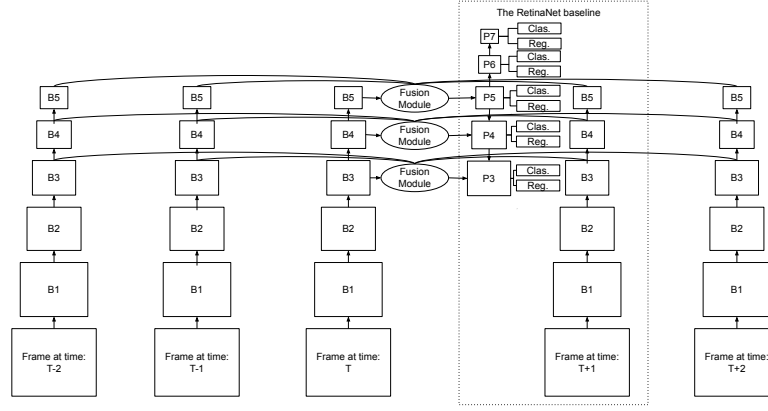 The RetinaNet baseline
P7
Clas.
Reg.
P6
Clas.
Reg.
B5
B5
B5
Fusion
Module
P5
Clas.
Reg.
B5
B5
B4
B4
B4
Fusion
Module
P4
Clas.
Reg.
B4
B4
B3
B3
B3
Fusion
Module
P3
Clas.
Reg.
B3
B3
B2
B2
B2
B2
B2
B1
B1
B1
B1
B1
Frame at time:
T-2
Frame at time:
T-1
Frame at time:
T
Frame at time:
T+1
Frame at time:
T+2